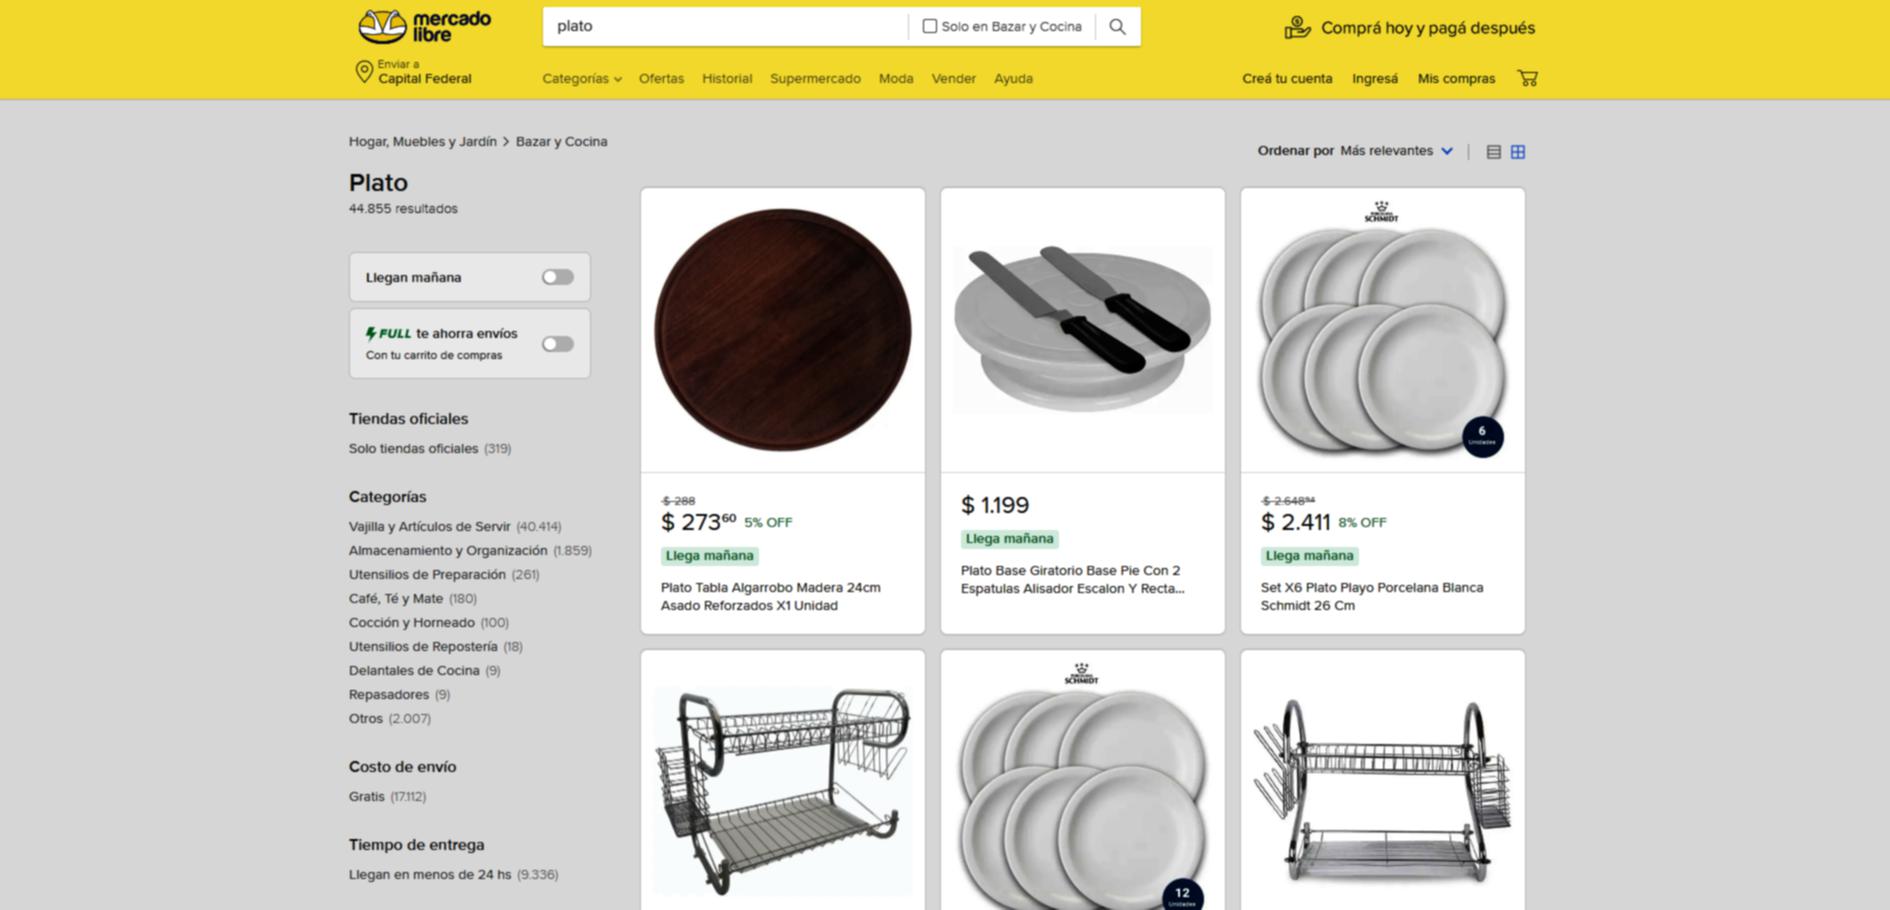 mercado
libre
plato
Solo en Bazar y Cocina
Comprá hoy y pagá después
Enviar a
Capital Federal
Categorías
Ofertas
Historial
Supermercado
Moda
Vender
Ayuda
Creá tu cuenta
Ingresá
Mis compras
Hogar, Muebles y Jardín > Bazar y Cocina
Ordenar por Más relevantes
Plato
44.855 resultados
Llegan mañana
FULL te ahorra envíos
Con tu carrito de compras
Tiendas oficiales
Solo tiendas oficiales (319)
Categorías
Vajilla y Artículos de Servir (40.414)
Almacenamiento y Organización (1.859)
Utensilios de Preparación (261)
Café, Té y Mate (180)
Cocción y Horneado (100)
Utensilios de Repostería (18)
Delantales de Cocina (9)
Repasadores (9)
Otros (2.007)
Costo de envío
Gratis (17.112)
Tiempo de entrega
Llegan en menos de 24 hs (9.336)
$ 288
$ 273 60 5% OFF
Llega mañana
Plato Tabla Algarrobo Madera 24cm
Asado Reforzados X1 Unidad
$ 1.199
Llega mañana
Plato Base Giratorio Base Pie Con 2
Espatulas Alisador Escalon Y Recta...
PORCELANA
SCHMIDT
6
Unidades
$ 2.648 94
$ 2.411 8% OFF
Llega mañana
Set X6 Plato Playo Porcelana Blanca
Schmidt 26 Cm
PORCELANA
SCHMIDT
12
Unidades